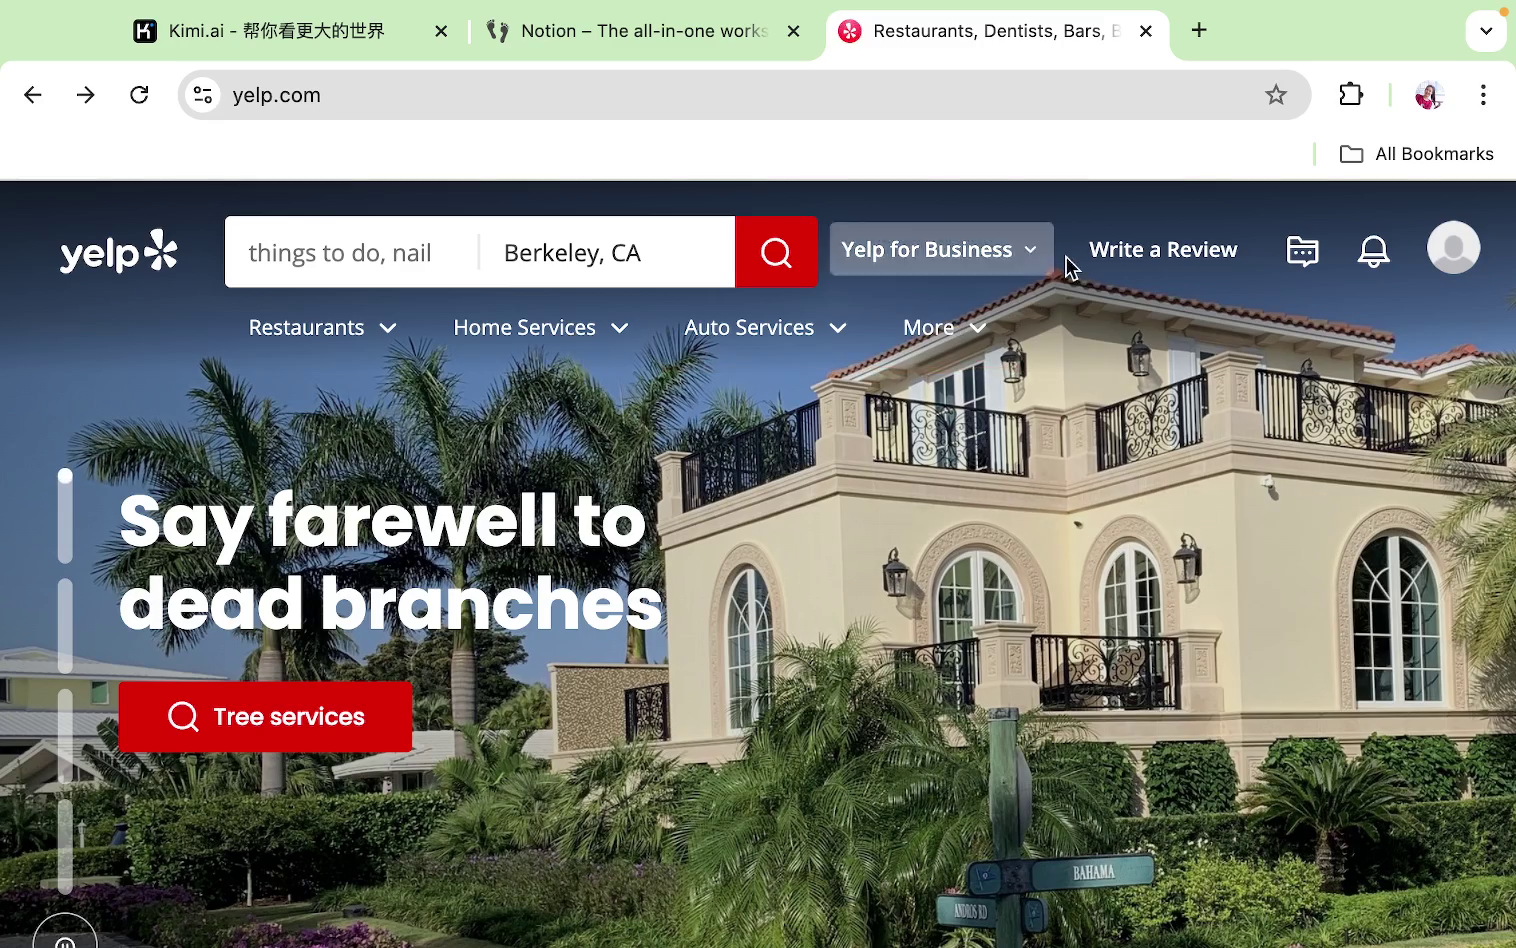 Kimi.ai - 帮你看更大的世界
Notion – The all-in-one works
Restaurants, Dentists, Bars, B
yelp.com
All Bookmarks
yelp
things to do, nail
Berkeley, CA
Yelp for Business
Write a Review
Restaurants
Home Services
Auto Services
More
Say farewell to
dead branches
Tree services
BAHAMA
ANDROS RD